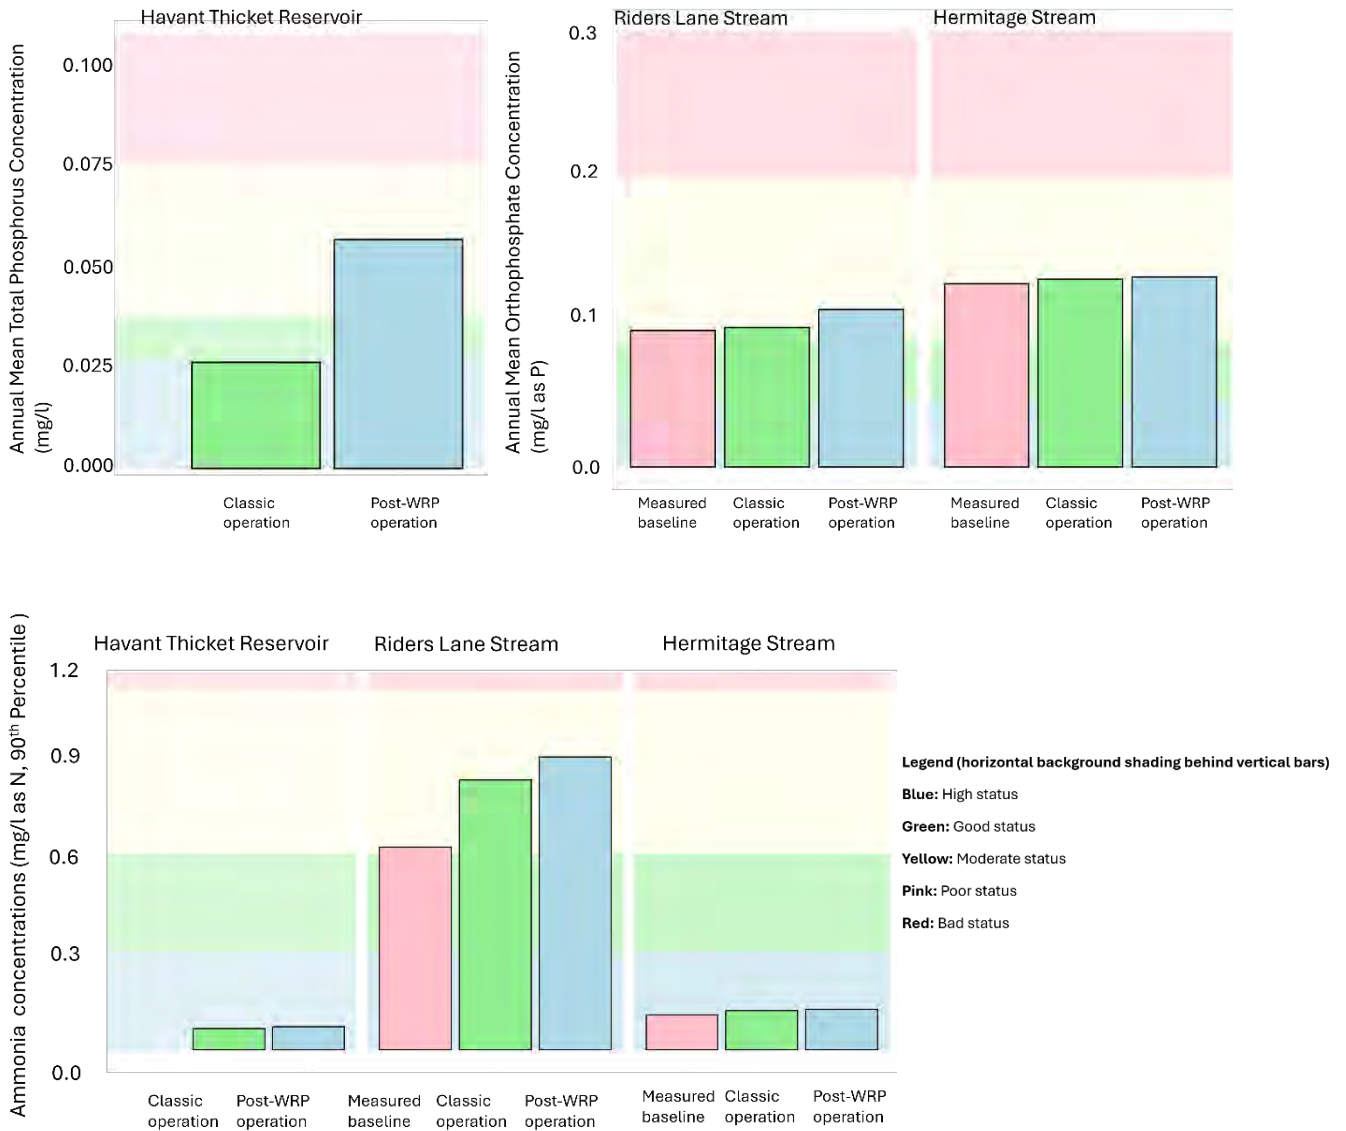 Havant Thicket Reservoir
Annual Mean Total Phosphorus Concentration
(mg/l)
0.100
0.075
0.050
0.025
0.000
Classic
operation
Post-WRP
operation
Riders Lane Stream
Hermitage Stream
Annual Mean Orthophosphate Concentration
(mg/l as P)
0.3
0.2
0.1
0.0
Measured
baseline
Classic
operation
Post-WRP
operation
Measured
baseline
Classic
operation
Post-WRP
operation
Havant Thicket Reservoir
Riders Lane Stream
Hermitage Stream
Ammonia concentrations (mg/l as N, 90th Percentile )
1.2
0.9
0.6
0.3
0.0
Classic
operation
Post-WRP
operation
Measured
baseline
Classic
operation
Post-WRP
operation
Measured
baseline
Classic
operation
Post-WRP
operation
Legend (horizontal background shading behind vertical bars)
Blue: High status
Green: Good status
Yellow: Moderate status
Pink: Poor status
Red: Bad status